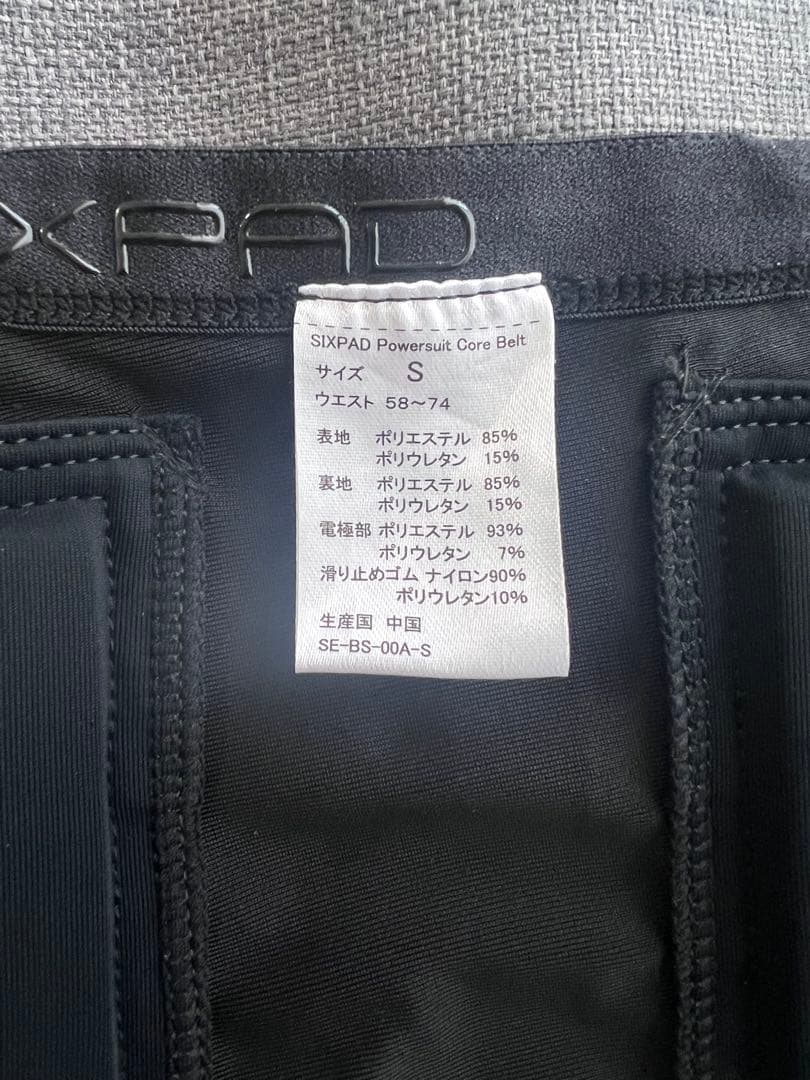 XPAD
SIXPAD Powersuit Core Belt
サイズ S
ウエスト 58～74
表地 ポリエステル 85%
ポリウレタン 15%
裏地 ポリエステル 85%
ポリウレタン 15%
電極部 ポリエステル 93%
ポリウレタン 7%
滑り止めゴム ナイロン90%
ポリウレタン10%
生産国 中国
SE-BS-00A-S